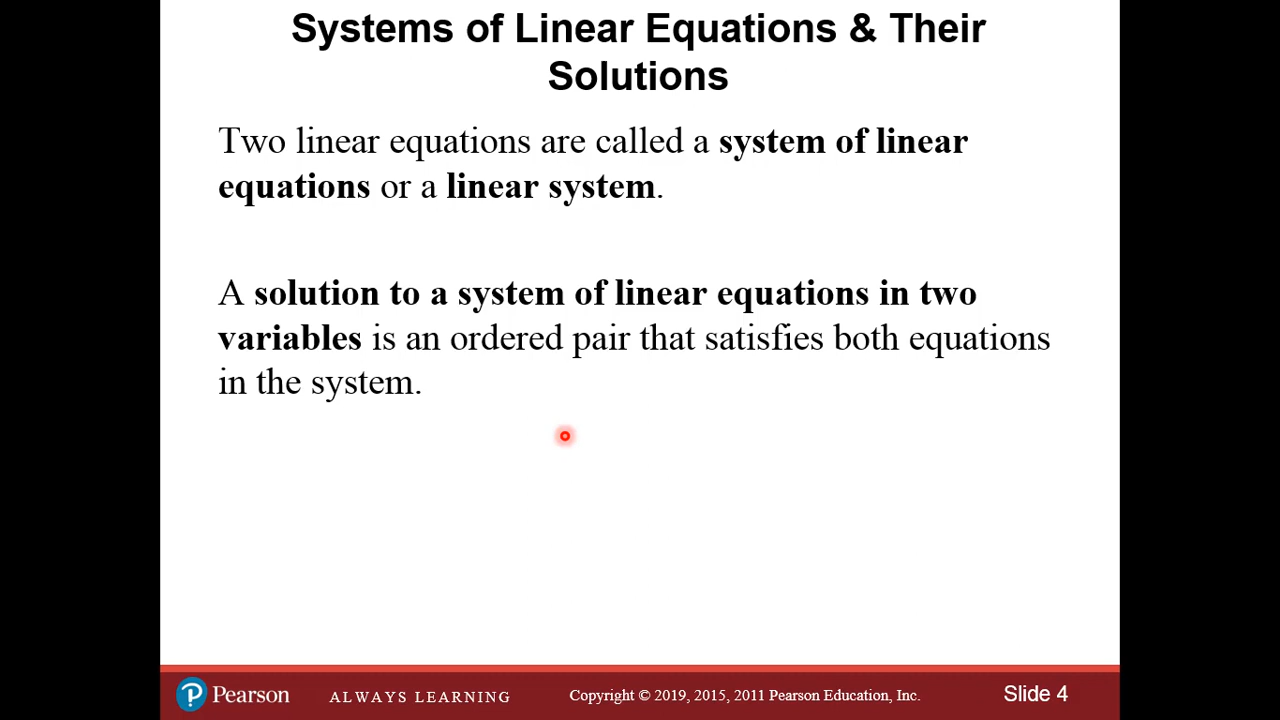 Systems of Linear Equations & Their
Solutions
Two linear equations are called a system of linear
equations or a linear system.
A solution to a system of linear equations in two
variables is an ordered pair that satisfies both equations
in the system.
Pearson ALWAYS LEARNING Copyright © 2019, 2015, 2011 Pearson Education, Inc. Slide 4